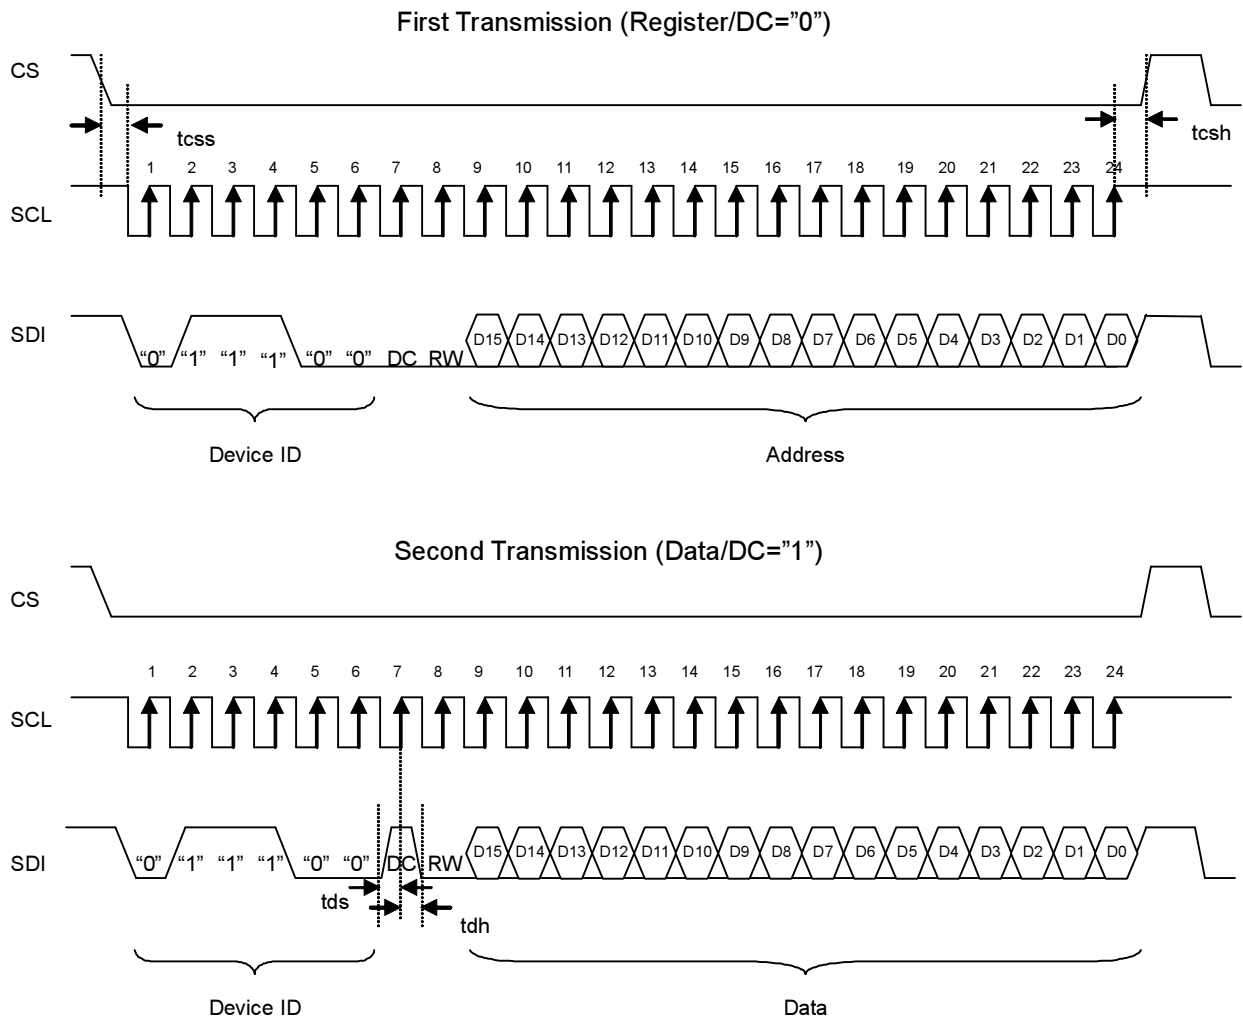 First Transmission (Register/DC=”0”)
CS
tcss
tcsh
1 2 3 4 5 6 7 8 9 10 11 12 13 14 15 16 17 18 19 20 21 22 23 24
SCL
SDI
“0” “1” “1” “1” “0” “0” DC RW D15 D14 D13 D12 D11 D10 D9 D8 D7 D6 D5 D4 D3 D2 D1 D0
Device ID
Address
Second Transmission (Data/DC=”1”)
CS
1 2 3 4 5 6 7 8 9 10 11 12 13 14 15 16 17 18 19 20 21 22 23 24
SCL
SDI
“0” “1” “1” “1” “0” “0” DC RW D15 D14 D13 D12 D11 D10 D9 D8 D7 D6 D5 D4 D3 D2 D1 D0
tds
tdh
Device ID
Data